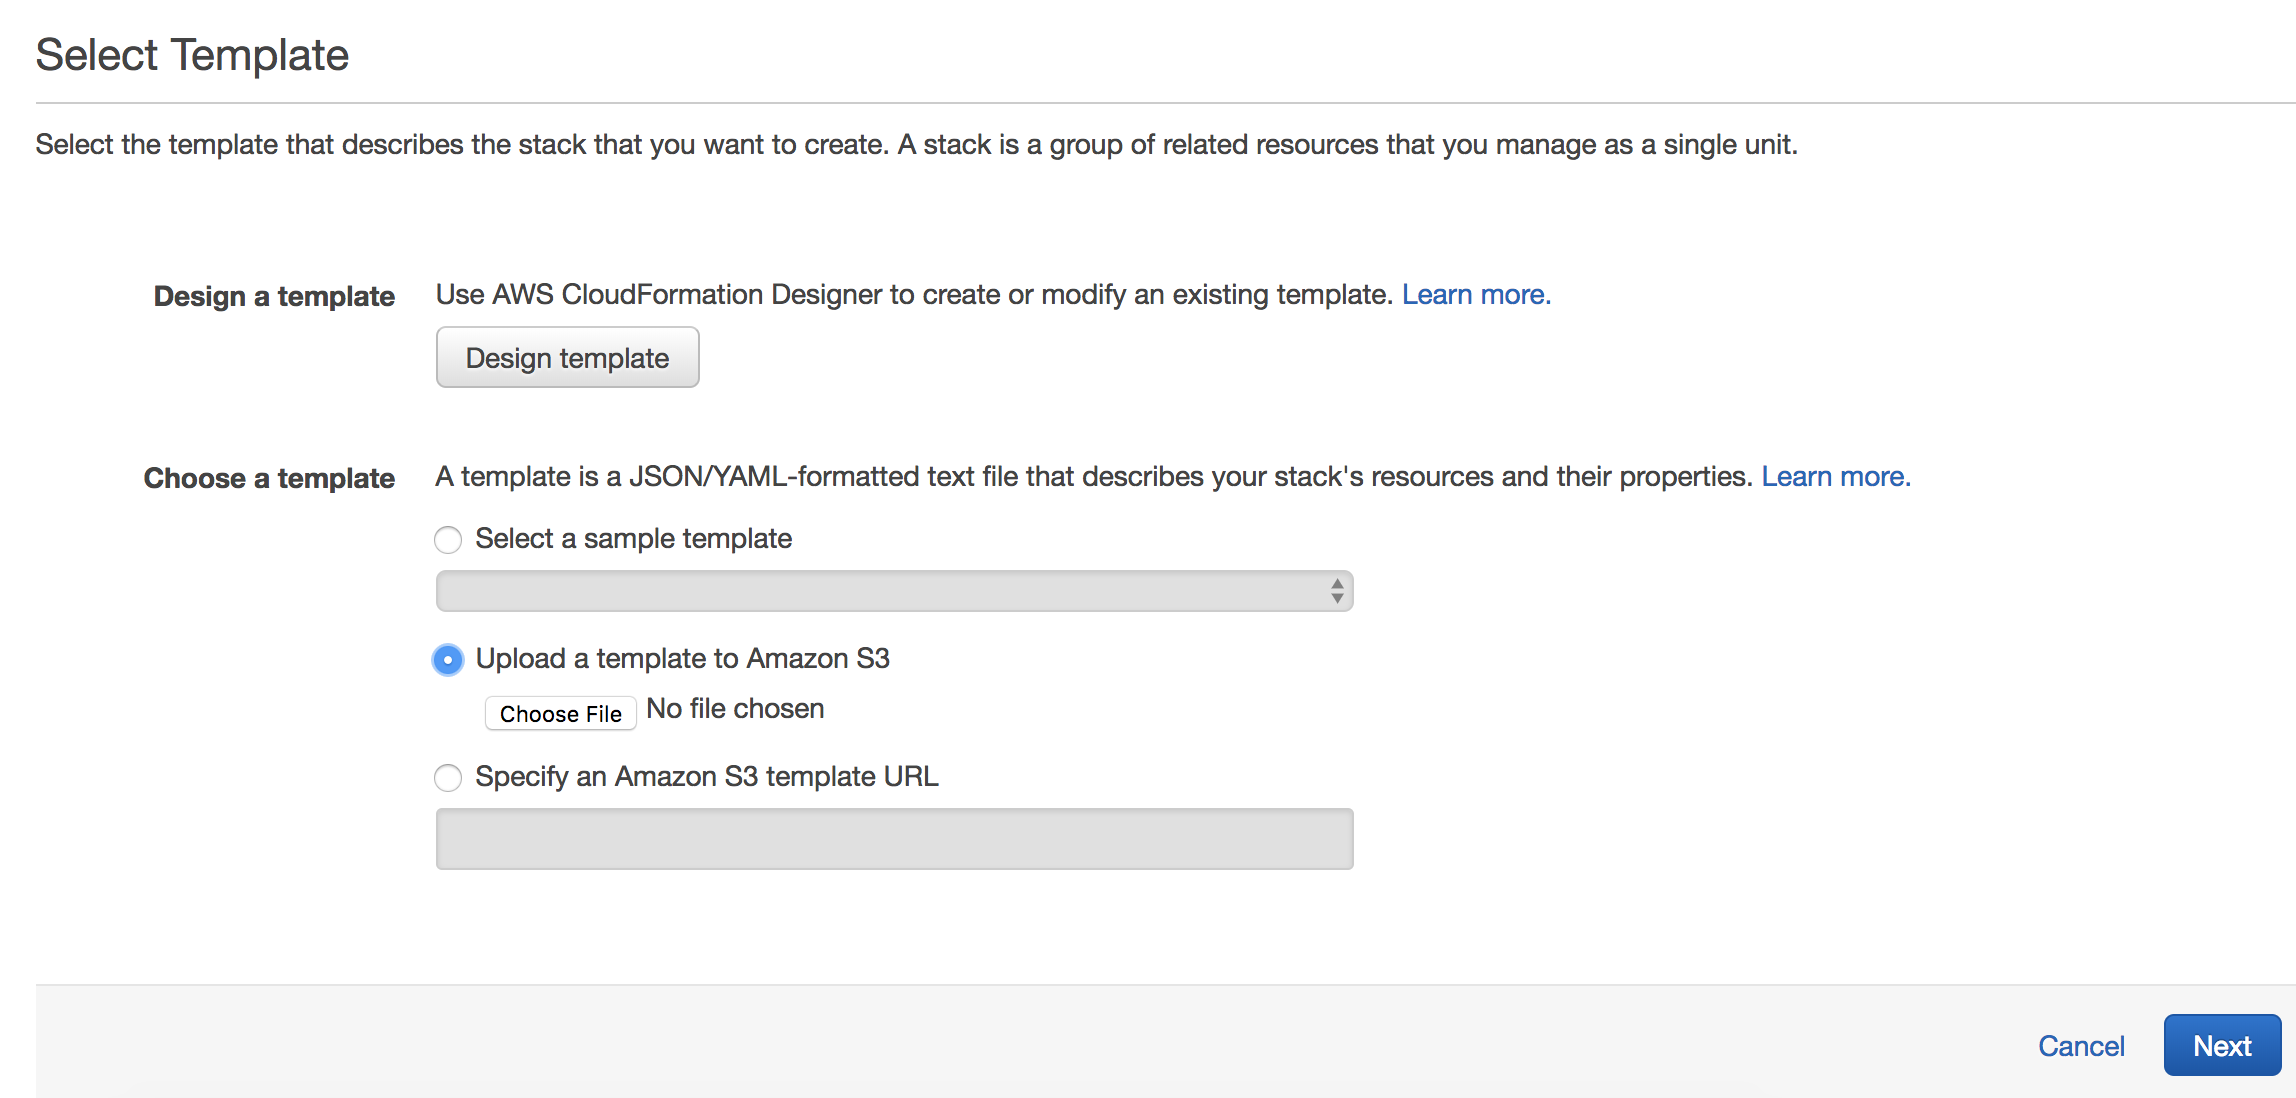 Select Template
Select the template that describes the stack that you want to create. A stack is a group of related resources that you manage as a single unit.
Design a template
Use AWS CloudFormation Designer to create or modify an existing template. Learn more.
Design template
Choose a template
A template is a JSON/YAML-formatted text file that describes your stack's resources and their properties. Learn more.
Select a sample template
Upload a template to Amazon S3
Choose File No file chosen
Specify an Amazon S3 template URL
Cancel
Next